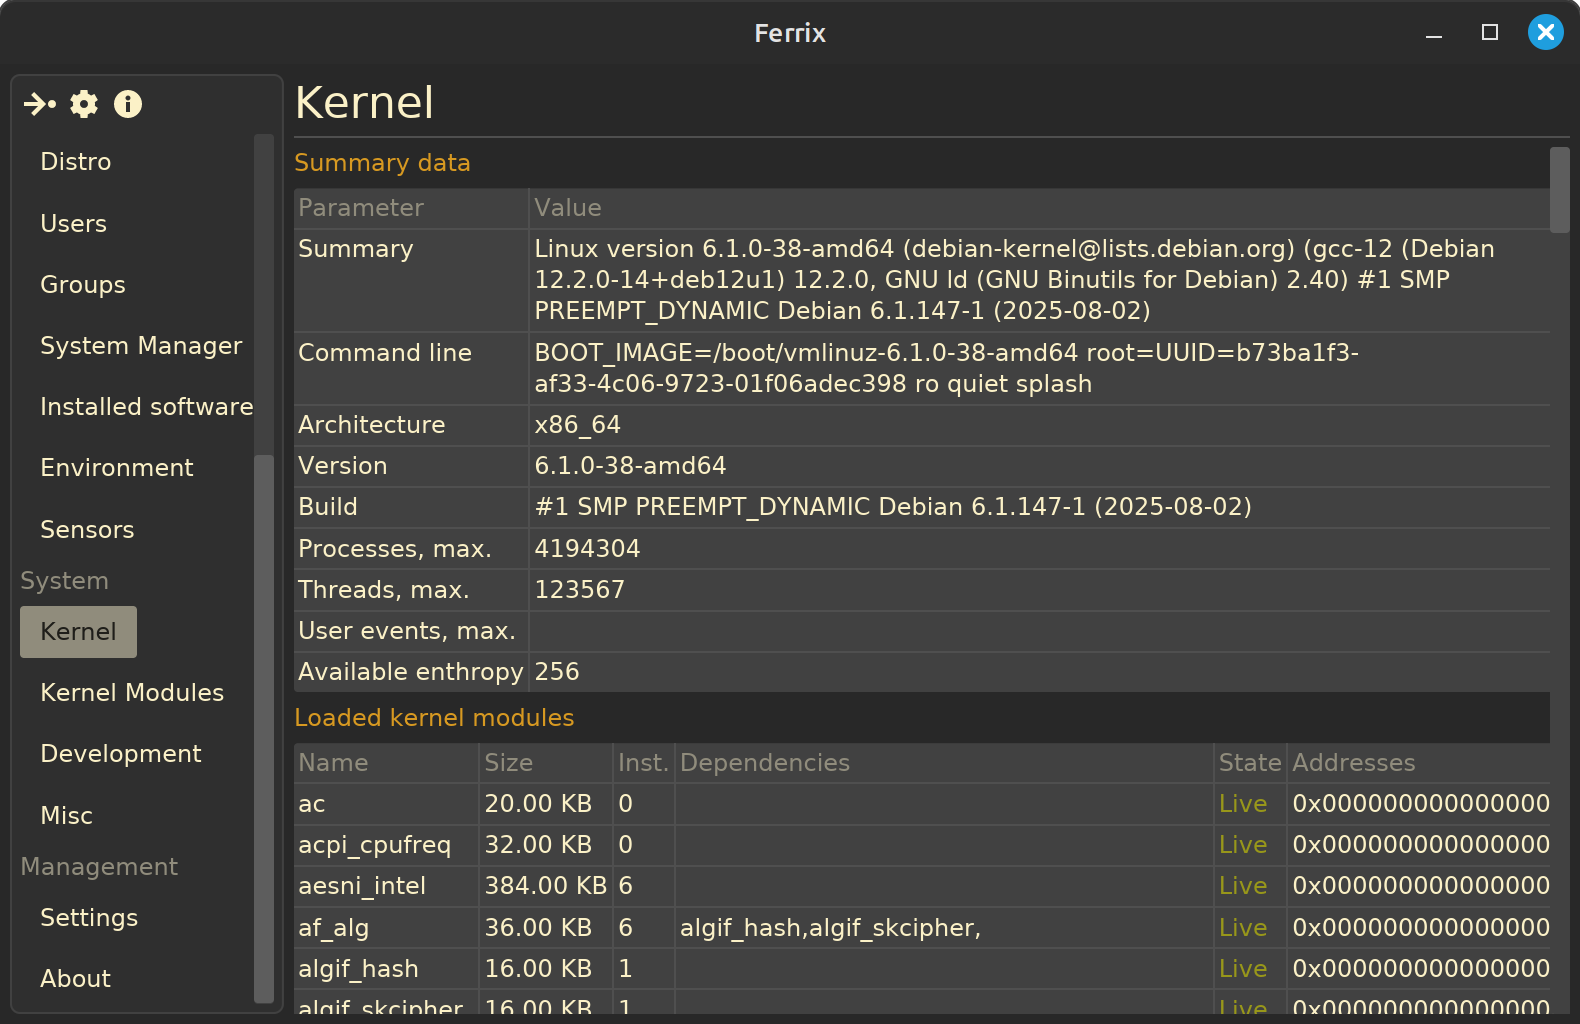 Ferrix
Distro
Users
Groups
System Manager
Installed software
Environment
Sensors
System
Kernel
Kernel Modules
Development
Misc
Management
Settings
About
Kernel
Summary data
Parameter Value
Summary Linux version 6.1.0-38-amd64 (debian-kernel@lists.debian.org) (gcc-12 (Debian
12.2.0-14+deb12u1) 12.2.0, GNU ld (GNU Binutils for Debian) 2.40) #1 SMP
PREEMPT_DYNAMIC Debian 6.1.147-1 (2025-08-02)
Command line BOOT_IMAGE=/boot/vmlinuz-6.1.0-38-amd64 root=UUID=b73ba1f3-
af33-4c06-9723-01f06adec398 ro quiet splash
Architecture x86_64
Version 6.1.0-38-amd64
Build #1 SMP PREEMPT_DYNAMIC Debian 6.1.147-1 (2025-08-02)
Processes, max. 4194304
Threads, max. 123567
User events, max.
Available enthropy 256
Loaded kernel modules
Name Size Inst. Dependencies State Addresses
ac 20.00 KB 0 Live 0x0000000000000000
acpi_cpufreq 32.00 KB 0 Live 0x0000000000000000
aesni_intel 384.00 KB 6 Live 0x0000000000000000
af_alg 36.00 KB 6 algif_hash,algif_skcipher, Live 0x0000000000000000
algif_hash 16.00 KB 1 Live 0x0000000000000000
algif_skcipher 16.00 KB 1 Live 0x0000000000000000